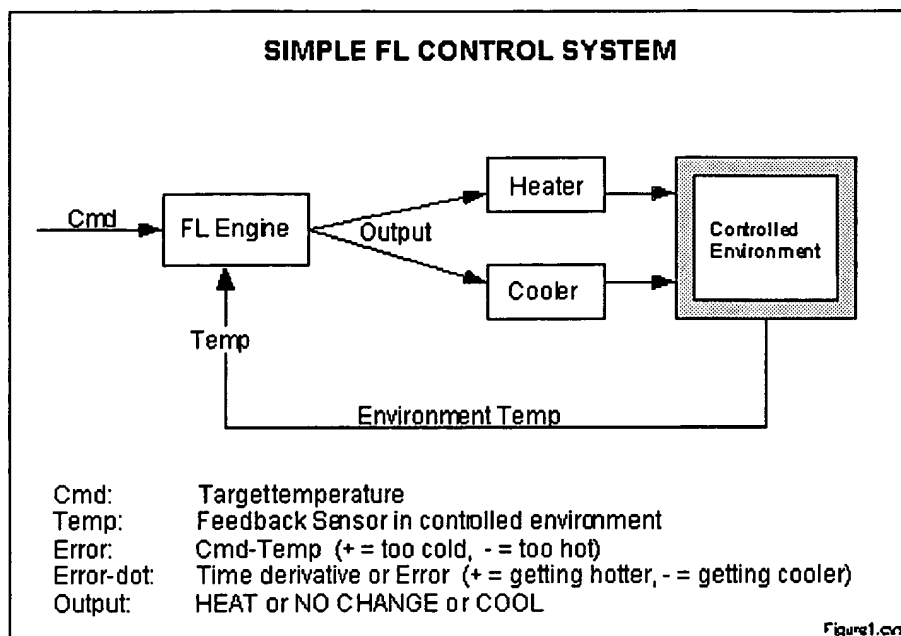 SIMPLE FL CONTROL SYSTEM
Heater
Cmd
FL Engine
Output
Controlled
Environment
Cooler
Temp
Environment Temp
Cmd: Targettemperature
Temp: Feedback Sensor in controlled environment
Error: Cmd-Temp (+ = too cold, - = too hot)
Error-dot: Time derivative or Error (+ = getting hotter, - = getting cooler)
Output: HEAT or NO CHANGE or COOL